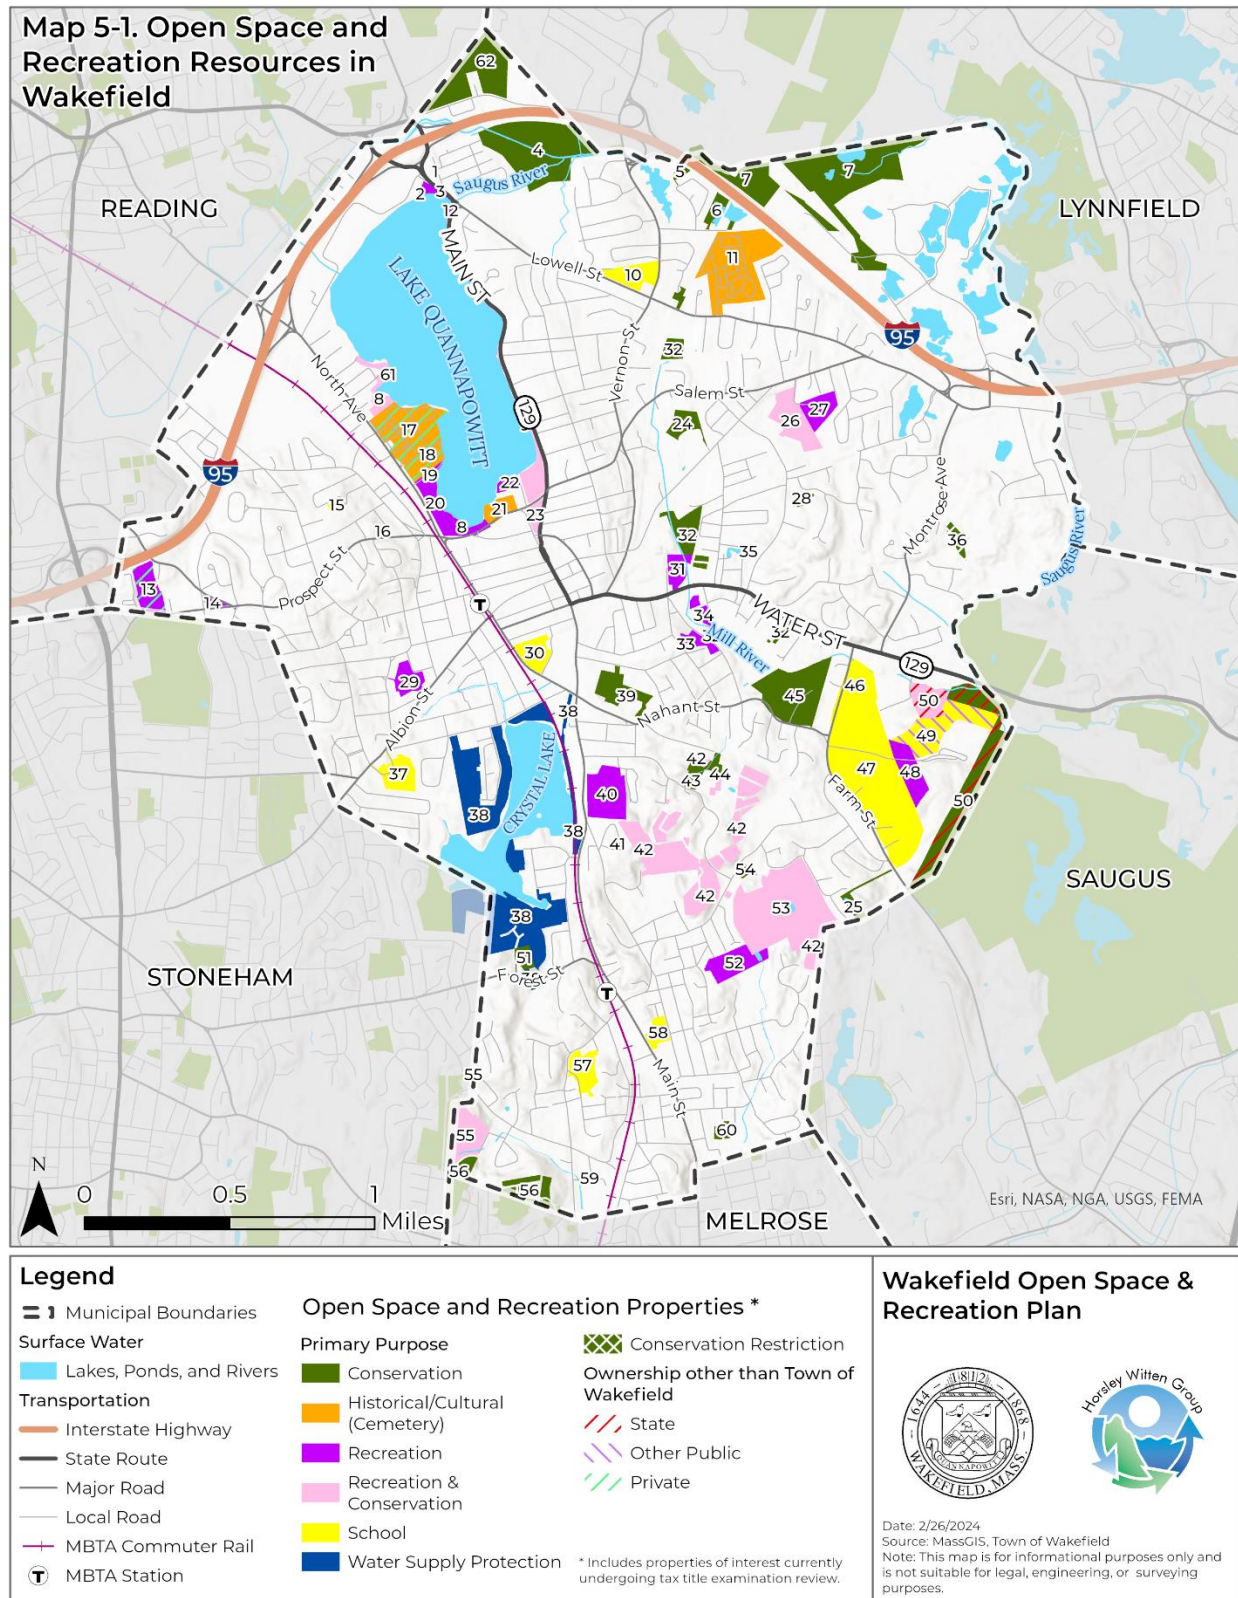 Map 5-1. Open Space and
Recreation Resources in
Wakefield
62
4
1
2
3
Saugus River
5
7
7
READING
LYNNFIELD
12
6
MAIN ST
Lowell St
10
11
LAKE QUANNAPOWITT
Vernon St
95
32
North Ave
61
8
Salem St
129
24
26
27
17
18
95
19
22
20
21
23
8
15
16
28
Montrose Ave
36
Saugus River
32
35
31
13
14
Prospect St
T
WATER ST
34
33
32
32
Mill River
129
30
29
39
45
46
50
Albion St
38
Nahant St
49
37
42
43
44
47
48
CRYSTAL LAKE
38
40
Farm St
50
38
41
42
42
54
42
SAUGUS
53
25
38
42
51
38
Forest St
52
STONEHAM
T
58
57
Main St
55
60
55
56
56
59
N
0 0.5 1
Miles
MELROSE
Esri, NASA, NGA, USGS, FEMA
Legend
Municipal Boundaries
Surface Water
Lakes, Ponds, and Rivers
Transportation
Interstate Highway
State Route
Major Road
Local Road
MBTA Commuter Rail
T MBTA Station
Open Space and Recreation Properties *
Primary Purpose
Conservation
Historical/Cultural
(Cemetery)
Recreation
Recreation &
Conservation
School
Water Supply Protection
Conservation Restriction
Ownership other than Town of
Wakefield
State
Other Public
Private
* Includes properties of interest currently
undergoing tax title examination review.
Wakefield Open Space &
Recreation Plan
1644 – 1812 – 1868
QUANNAPOWITT
WAKEFIELD, MASS.
Horsley Witten Group
Date: 2/26/2024
Source: MassGIS, Town of Wakefield
Note: This map is for informational purposes only and
is not suitable for legal, engineering, or surveying
purposes.